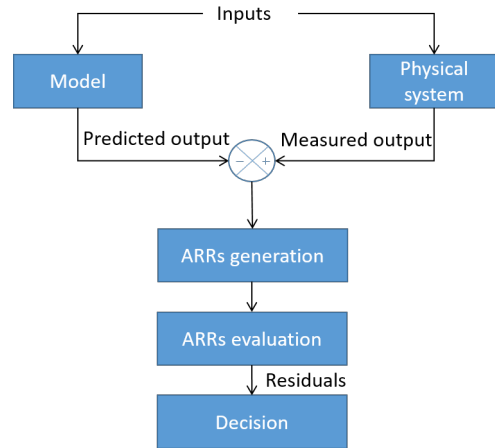 Inputs
Model
Physical
system
Predicted output
Measured output
− +
ARRs generation
ARRs evaluation
Residuals
Decision